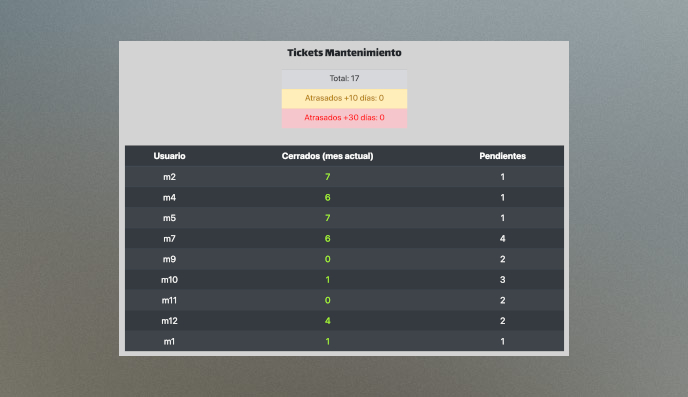 Tickets Mantenimiento
Total: 17
Atrasados +10 días: 0
Atrasados +30 días: 0
Usuario Cerrados (mes actual) Pendientes
m2 7 1
m4 6 1
m5 7 1
m7 6 4
m9 0 2
m10 1 3
m11 0 2
m12 4 2
m1 1 1